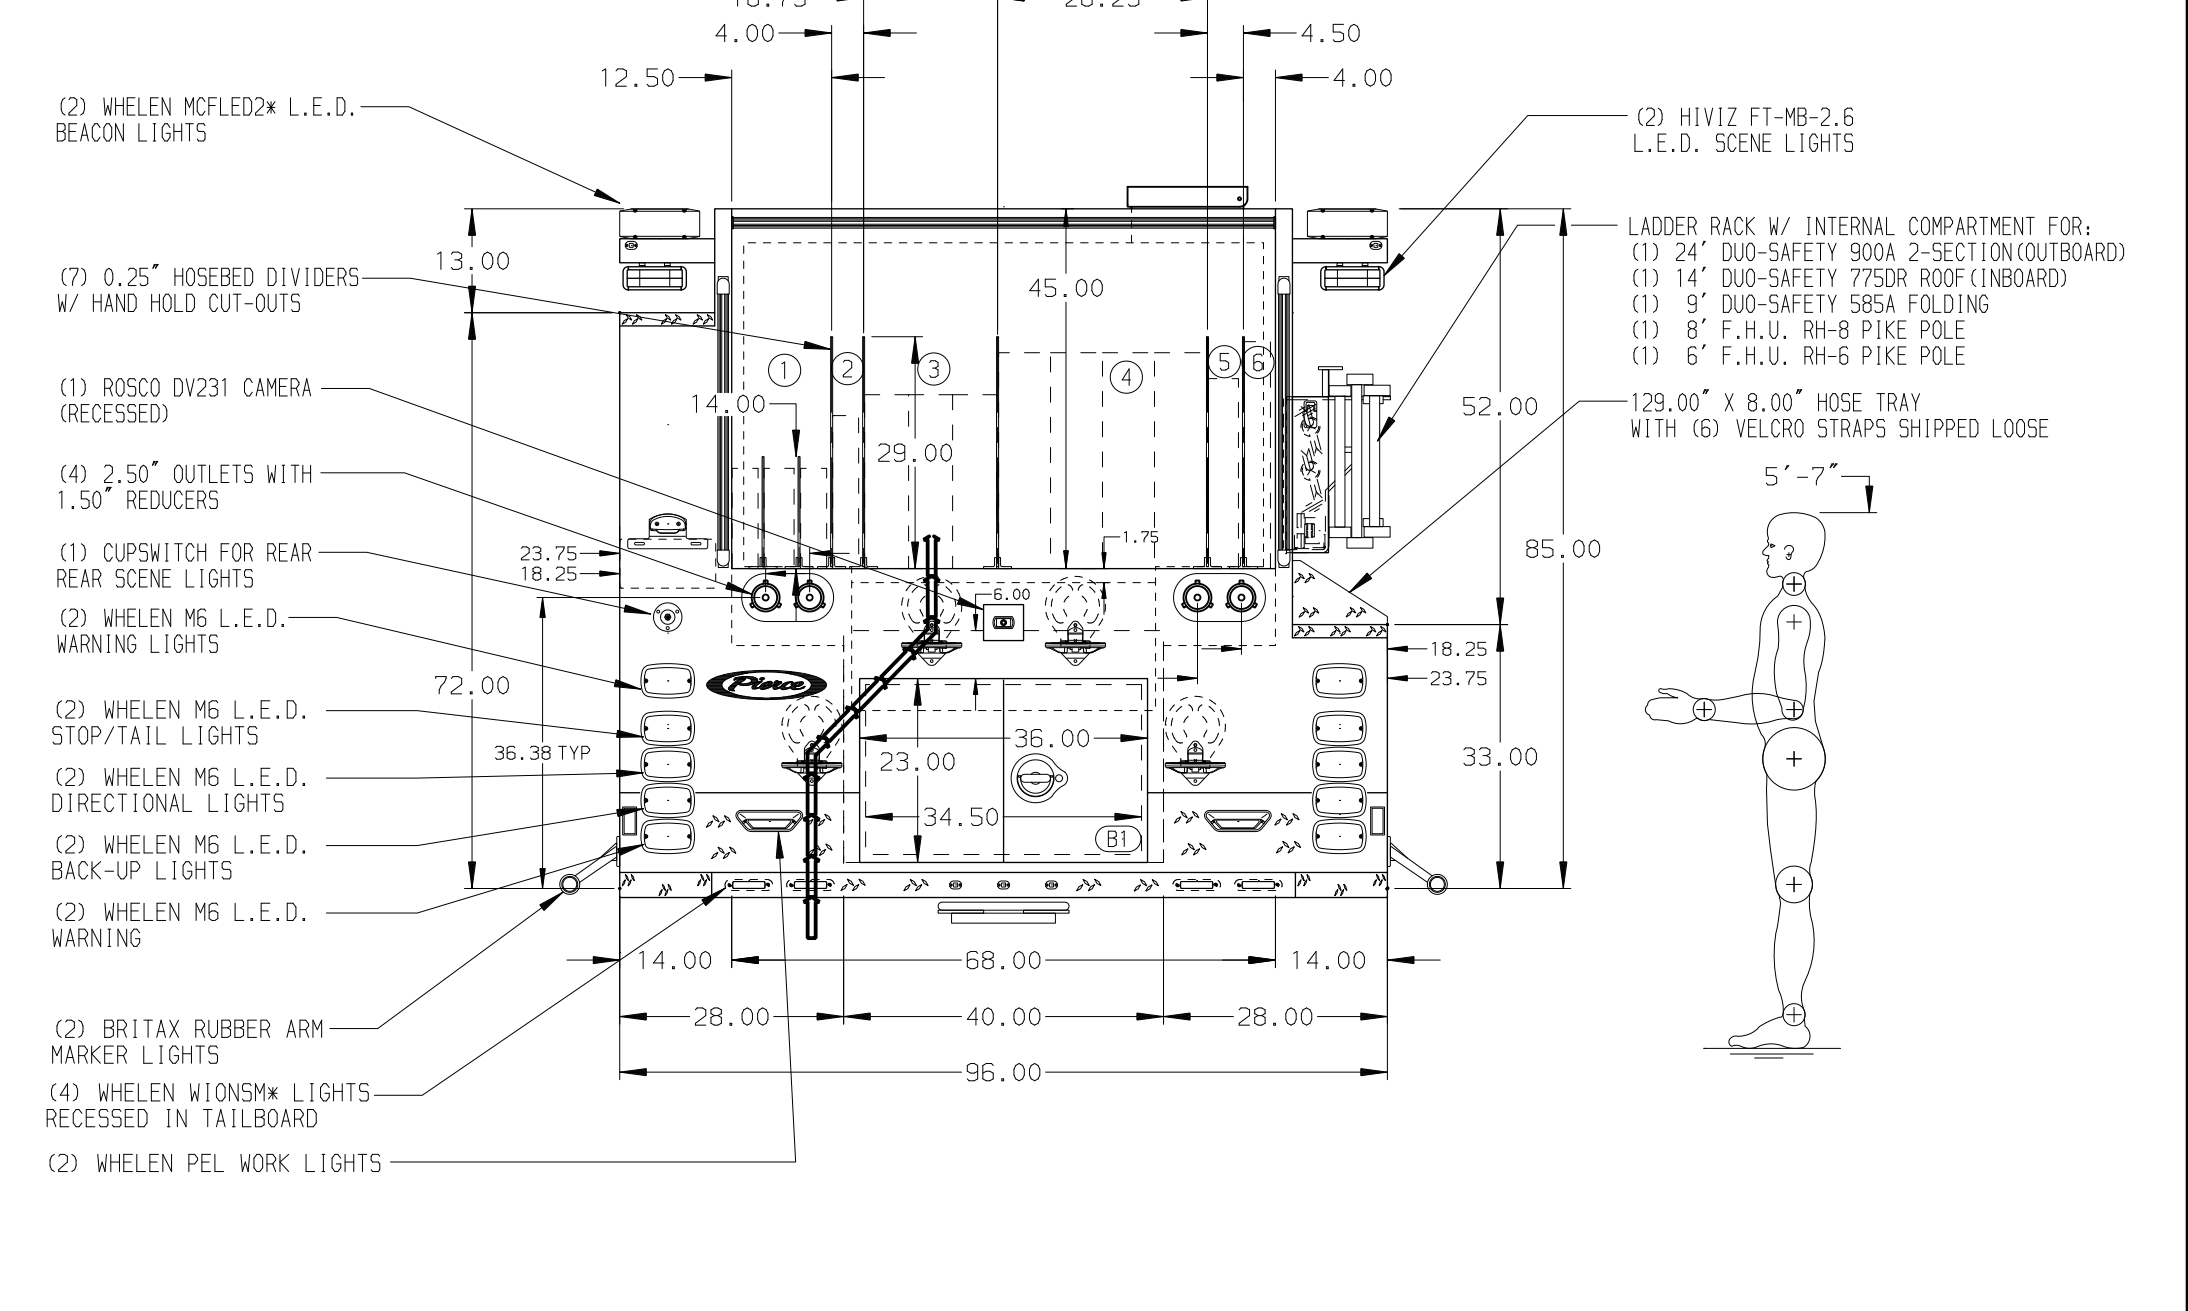 4.00
4.50
12.50
4.00
(2) WHELEN MCFLED2* L.E.D.
BEACON LIGHTS
(2) HIVIZ FT-MB-2.6
L.E.D. SCENE LIGHTS
13.00
(7) 0.25" HOSEBED DIVIDERS
W/ HAND HOLD CUT-OUTS
45.00
LADDER RACK W/ INTERNAL COMPARTMENT FOR:
(1) 24' DUO-SAFETY 900A 2-SECTION(OUTBOARD)
(1) 14' DUO-SAFETY 775DR ROOF(INBOARD)
(1) 9' DUO-SAFETY 585A FOLDING
(1) 8' F.H.U. RH-8 PIKE POLE
(1) 6' F.H.U. RH-6 PIKE POLE
1
2
3
4
5
6
(1) ROSCO DV231 CAMERA
(RECESSED)
14.00
52.00
129.00" X 8.00" HOSE TRAY
WITH (6) VELCRO STRAPS SHIPPED LOOSE
29.00
(4) 2.50" OUTLETS WITH
1.50" REDUCERS
5'-7"
(1) CUPSWITCH FOR REAR
REAR SCENE LIGHTS
23.75
18.25
1.75
85.00
6.00
(2) WHELEN M6 L.E.D.
WARNING LIGHTS
18.25
23.75
72.00
Pierce
(2) WHELEN M6 L.E.D.
STOP/TAIL LIGHTS
36.38 TYP
36.00
23.00
33.00
(2) WHELEN M6 L.E.D.
DIRECTIONAL LIGHTS
34.50
B1
(2) WHELEN M6 L.E.D.
BACK-UP LIGHTS
(2) WHELEN M6 L.E.D.
WARNING
14.00
68.00
14.00
28.00
40.00
28.00
(2) BRITAX RUBBER ARM
MARKER LIGHTS
96.00
(4) WHELEN WIONSM* LIGHTS
RECESSED IN TAILBOARD
(2) WHELEN PEL WORK LIGHTS